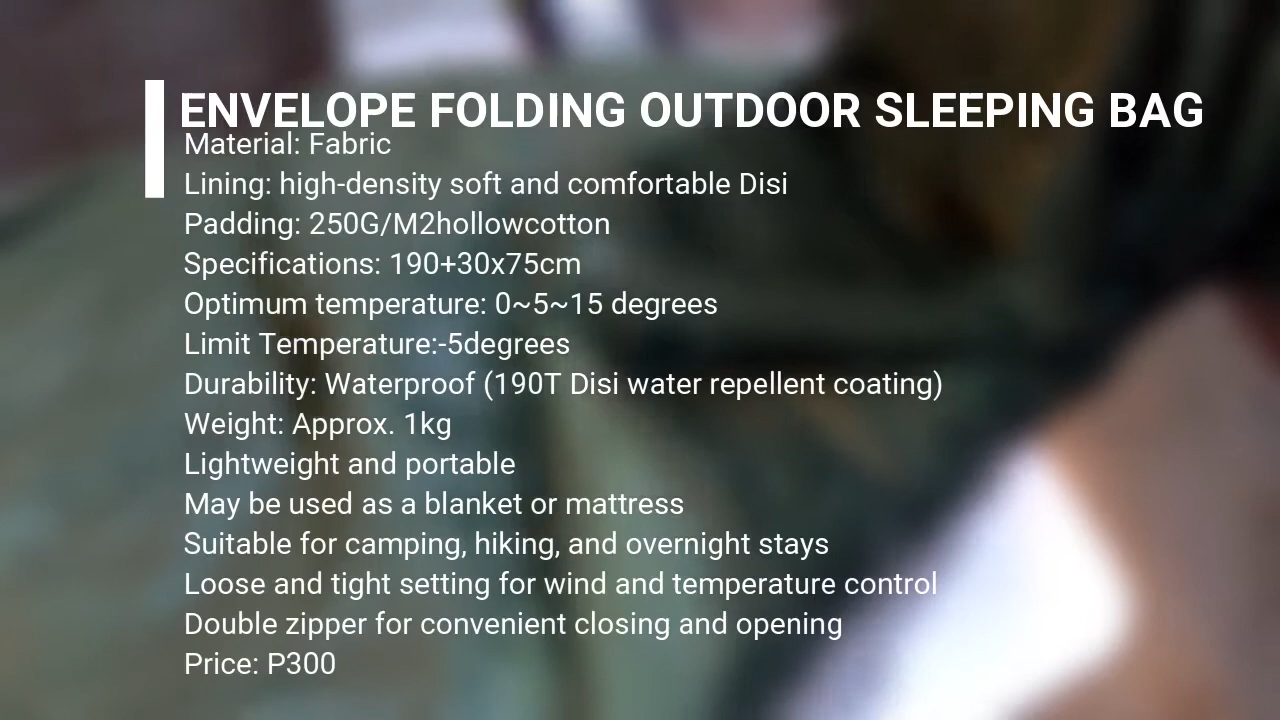 ENVELOPE FOLDING OUTDOOR SLEEPING BAG
Material: Fabric
Lining: high-density soft and comfortable Disi
Padding: 250G/M2hollowcotton
Specifications: 190+30x75cm
Optimum temperature: 0~5~15 degrees
Limit Temperature:-5degrees
Durability: Waterproof (190T Disi water repellent coating)
Weight: Approx. 1kg
Lightweight and portable
May be used as a blanket or mattress
Suitable for camping, hiking, and overnight stays
Loose and tight setting for wind and temperature control
Double zipper for convenient closing and opening
Price: P300